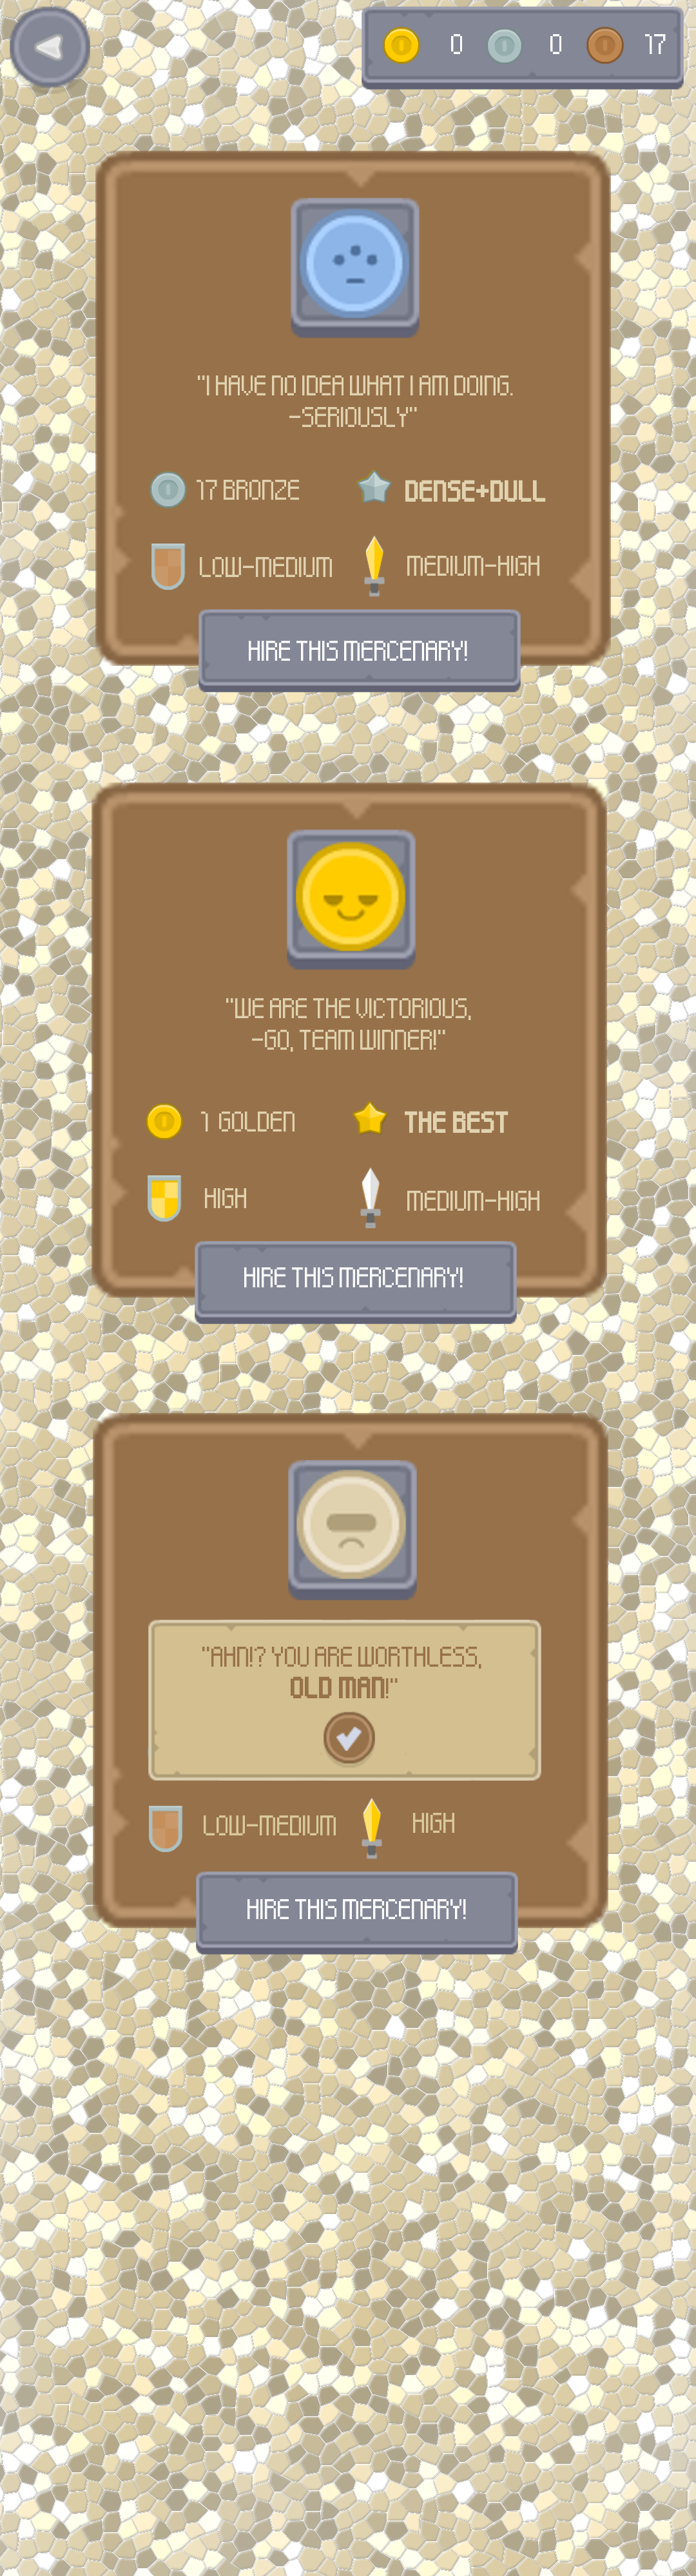 0 0 17
"I HAVE NO IDEA WHAT I AM DOING.
-SERIOUSLY"
17 BRONZE DENSE+DULL
LOW-MEDIUM MEDIUM-HIGH
HIRE THIS MERCENARY!
"WE ARE THE VICTORIOUS,
-GO, TEAM WINNER!"
1 GOLDEN THE BEST
HIGH MEDIUM-HIGH
HIRE THIS MERCENARY!
"AHN!? YOU ARE WORTHLESS,
OLD MAN!"
LOW-MEDIUM HIGH
HIRE THIS MERCENARY!